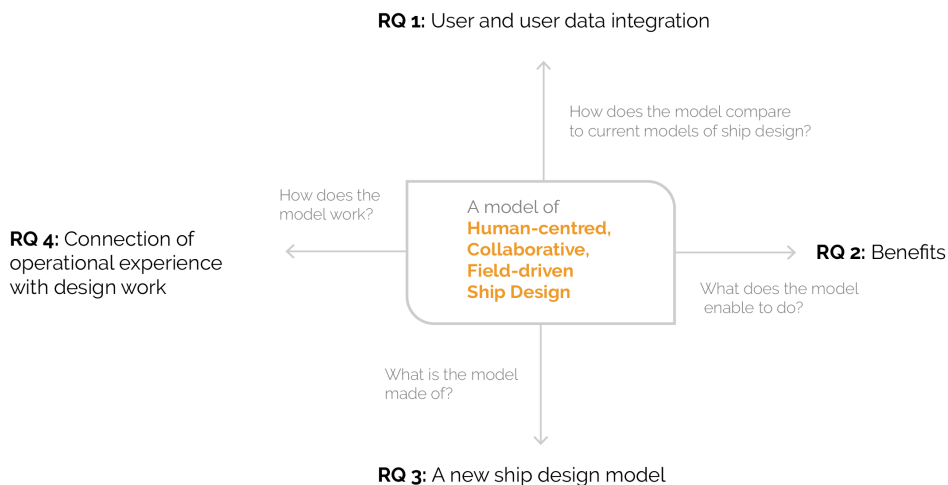 RQ 1: User and user data integration
How does the model compare
to current models of ship design?
How does the
model work?
A model of
Human-centred,
Collaborative,
Field-driven
Ship Design
RQ 4: Connection of
operational experience
with design work
RQ 2: Benefits
What does the model
enable to do?
What is the model
made of?
RQ 3: A new ship design model